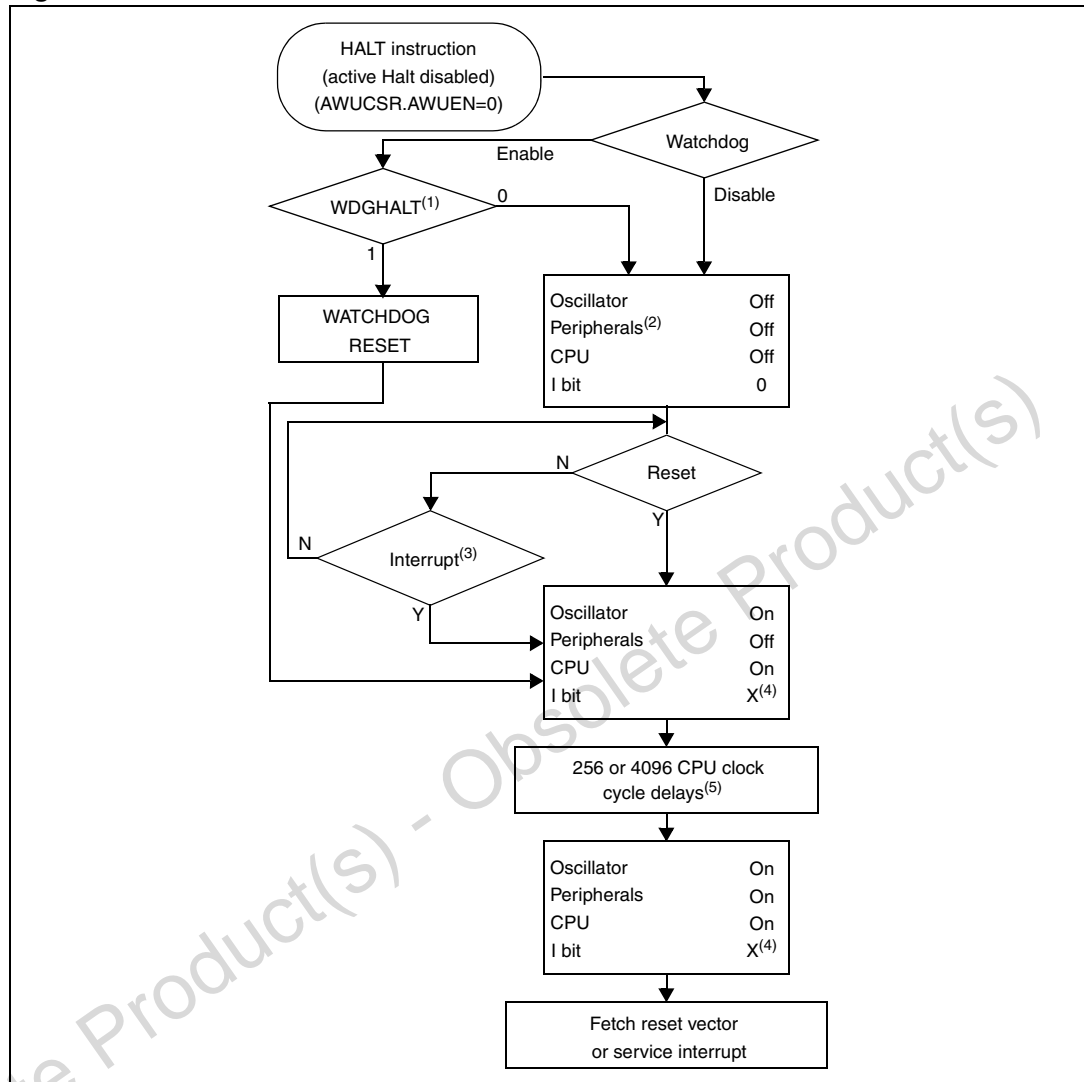 HALT instruction
(active Halt disabled)
(AWUCSR.AWUEN=0)
Watchdog
Enable
Disable
WDGHALT(1)
0
1
WATCHDOG
RESET
Oscillator Off
Peripherals(2) Off
CPU Off
I bit 0
N
Reset
Y
N
Interrupt(3)
Y
Oscillator On
Peripherals Off
CPU On
I bit X(4)
256 or 4096 CPU clock
cycle delays(5)
Oscillator On
Peripherals On
CPU On
I bit X(4)
Fetch reset vector
or service interrupt
te Product(s) - Obsolete Product(s)